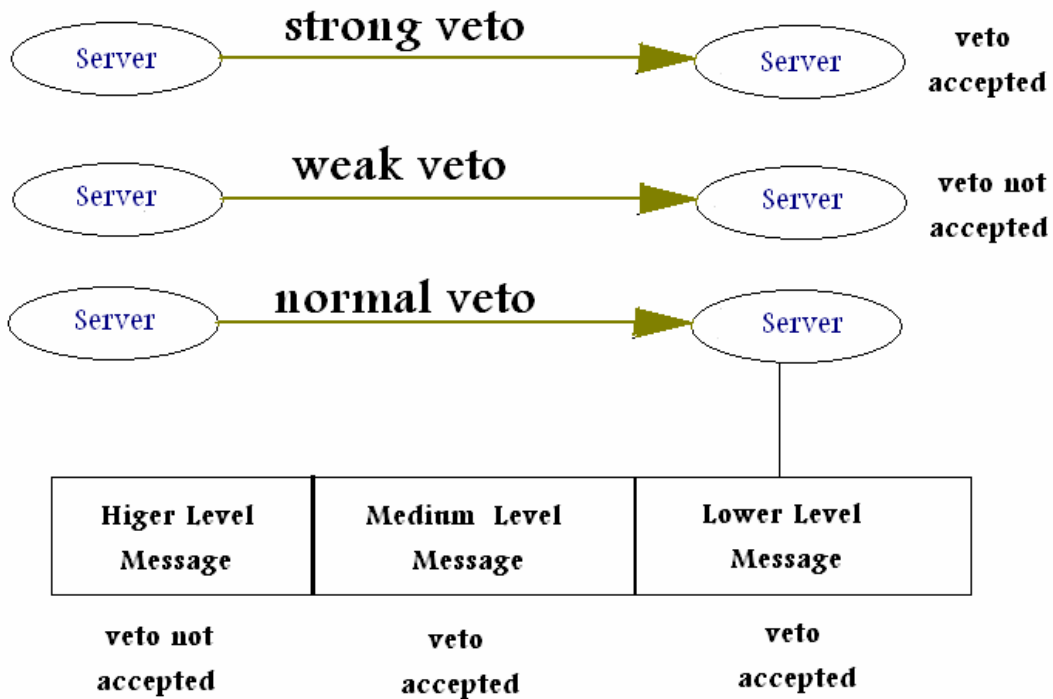 strong veto
Server
Server
veto
accepted
weak veto
Server
Server
veto not
accepted
normal veto
Server
Server
Higer Level
Message
Medium Level
Message
Lower Level
Message
veto not
accepted
veto
accepted
veto
accepted